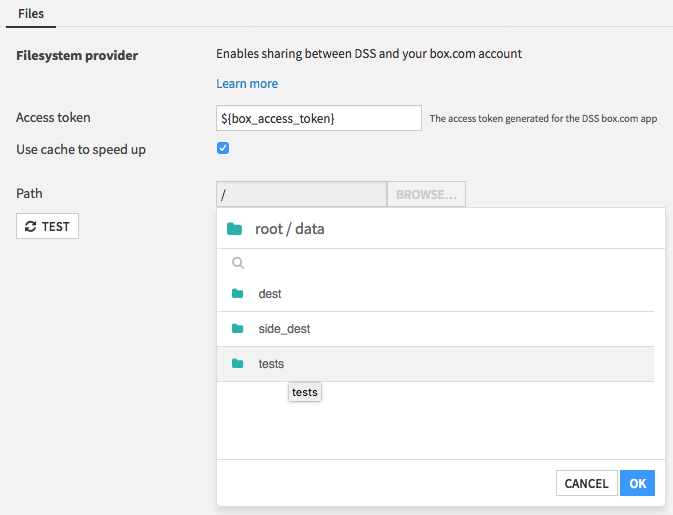 Files
Filesystem provider Enables sharing between DSS and your box.com account
Learn more
Access token ${box_access_token} The access token generated for the DSS box.com app
Use cache to speed up
Path / BROWSE...
TEST
root / data
dest
side_dest
tests
tests
CANCEL OK